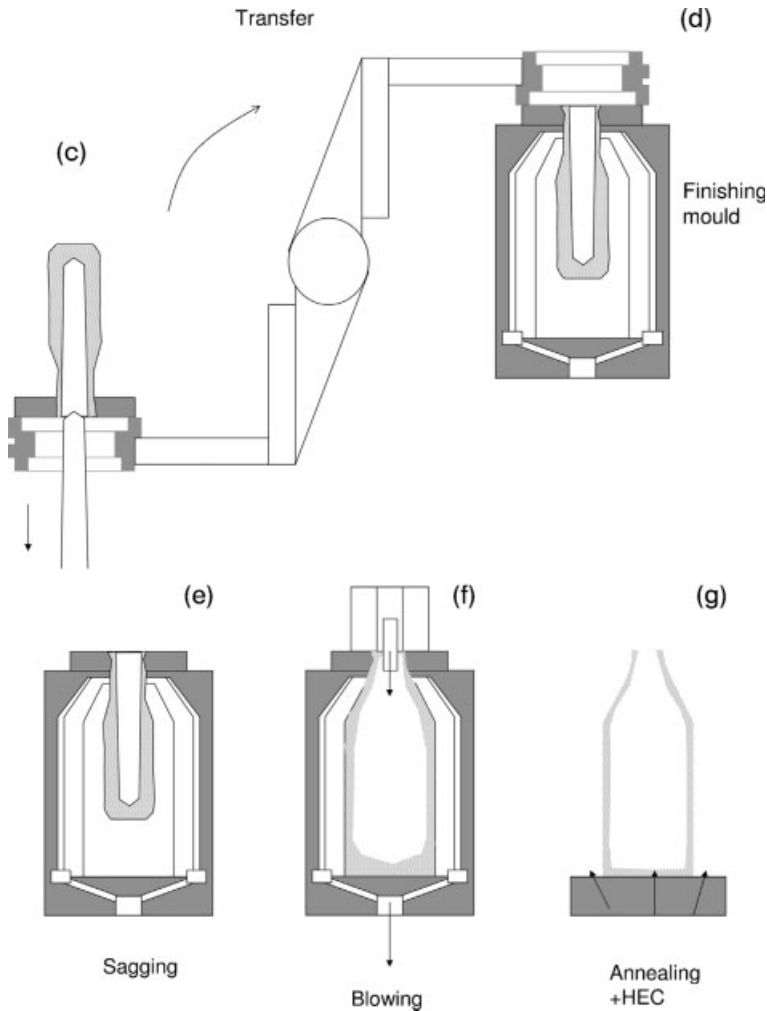 Transfer
(d)
(c)
Finishing
mould
(e)
(f)
(g)
Sagging
Blowing
Annealing
+HEC